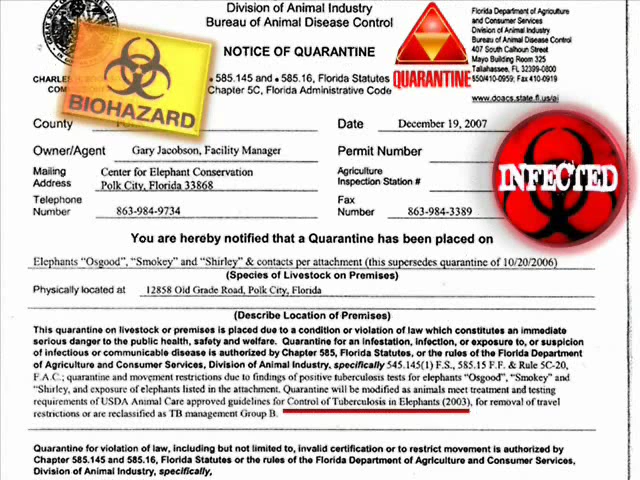 Division of Animal Industry
Bureau of Animal Disease Control
NOTICE OF QUARANTINE
CHARLES
COM
• 585.145 and • 585.16, Florida Statutes
Chapter 5C, Florida Administrative Code
BIOHAZARD
QUARANTINE
Florida Department of Agriculture
and Consumer Services
Division of Animal Industry
Bureau of Animal Disease Control
407 South Calhoun Street
Mayo Building Room 325
Tallahassee, FL 32399-0800
850/410-0959; Fax 410-0919
www.doacs.state.fl.us/ai
INFECTED
County
Date December 19, 2007
Owner/Agent Gary Jacobson, Facility Manager
Permit Number
Mailing Address Center for Elephant Conservation
Polk City, Florida 33868
Agriculture
Inspection Station #
Telephone
Number 863-984-9734
Fax
Number 863-984-3389
You are hereby notified that a Quarantine has been placed on
Elephants "Osgood", "Smokey" and "Shirley" & contacts per attachment (this supersedes quarantine of 10/20/2006)
(Species of Livestock on Premises)
Physically located at 12858 Old Grade Road, Polk City, Florida
(Describe Location of Premises)
This quarantine on livestock or premises is placed due to a condition or violation of law which constitutes an immediate
serious danger to the public health, safety and welfare. Quarantine for an infestation, infection, or exposure to, or suspicion
of infectious or communicable disease is authorized by Chapter 585, Florida Statutes, or the rules of the Florida Department
of Agriculture and Consumer Services, Division of Animal Industry, specifically 545.145(1) F.S., 585.15 F.F. & Rule 5C-20,
F.A.C.; quarantine and movement restrictions due to findings of positive tuberculosis tests for elephants "Osgood", "Smokey" and
"Shirley, and exposure of elephants listed in the attachment. Quarantine will be modified as animals meet treatment and testing
requirements of USDA Animal Care approved guidelines for Control of Tuberculosis in Elephants (2003), for removal of travel
restrictions or are reclassified as TB management Group B.
Quarantine for violation of law, including but not limited to, invalid certification or to restrict movement is authorized by
Chapter 585.145 and 585.16, Florida Statutes or the rules of the Florida Department of Agriculture and Consumer Services,
Division of Animal Industry, specifically,